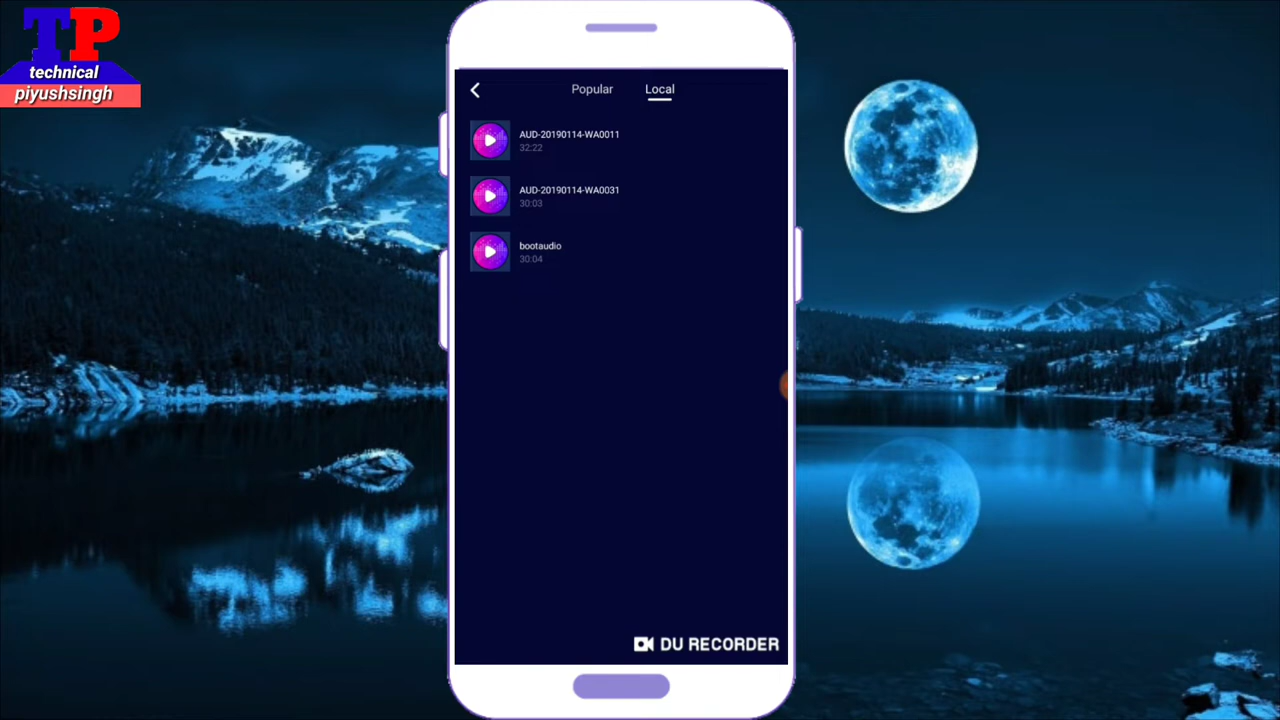 TP
technical
piyushsingh
Popular
Local
AUD-20190114-WA0011
32:22
AUD-20190114-WA0031
30:03
bootaudio
30:04
DU RECORDER